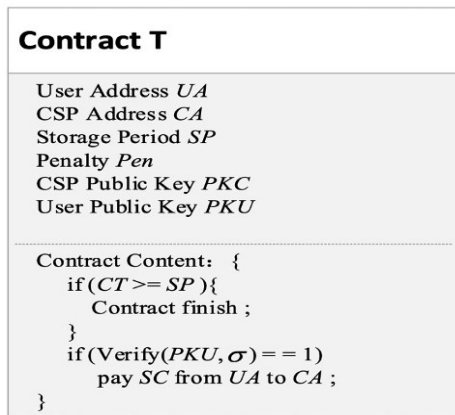 Contract T
User Address UA
CSP Address CA
Storage Period SP
Penalty Pen
CSP Public Key PKC
User Public Key PKU
Contract Content: {
if(CT>= SP){
Contract finish ;
}
if(Verify(PKU, σ)= = 1)
pay SC from UA to CA ;
}